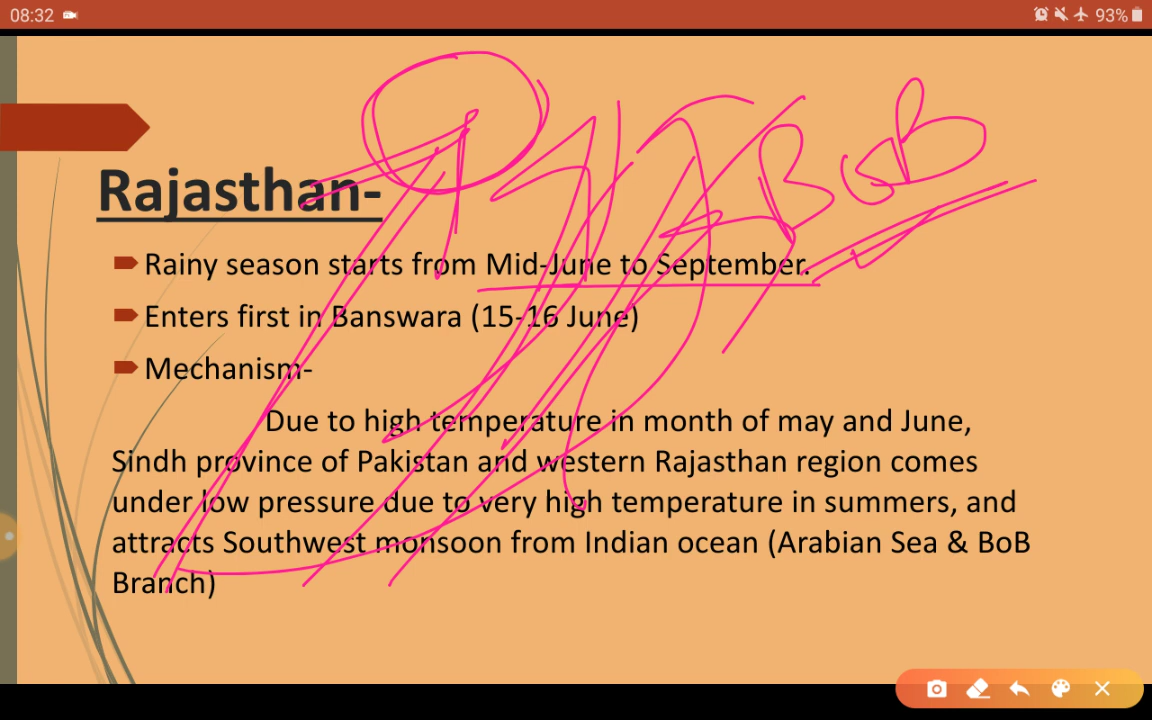 08:32
93%
BOB
Rajasthan-
Rainy season starts from Mid-June to September.
Enters first in Banswara (15-16 June)
Mechanism-
Due to high temperature in month of may and June,
Sindh province of Pakistan and western Rajasthan region comes
under low pressure due to very high temperature in summers, and
attracts Southwest monsoon from Indian ocean (Arabian Sea & BoB
Branch)